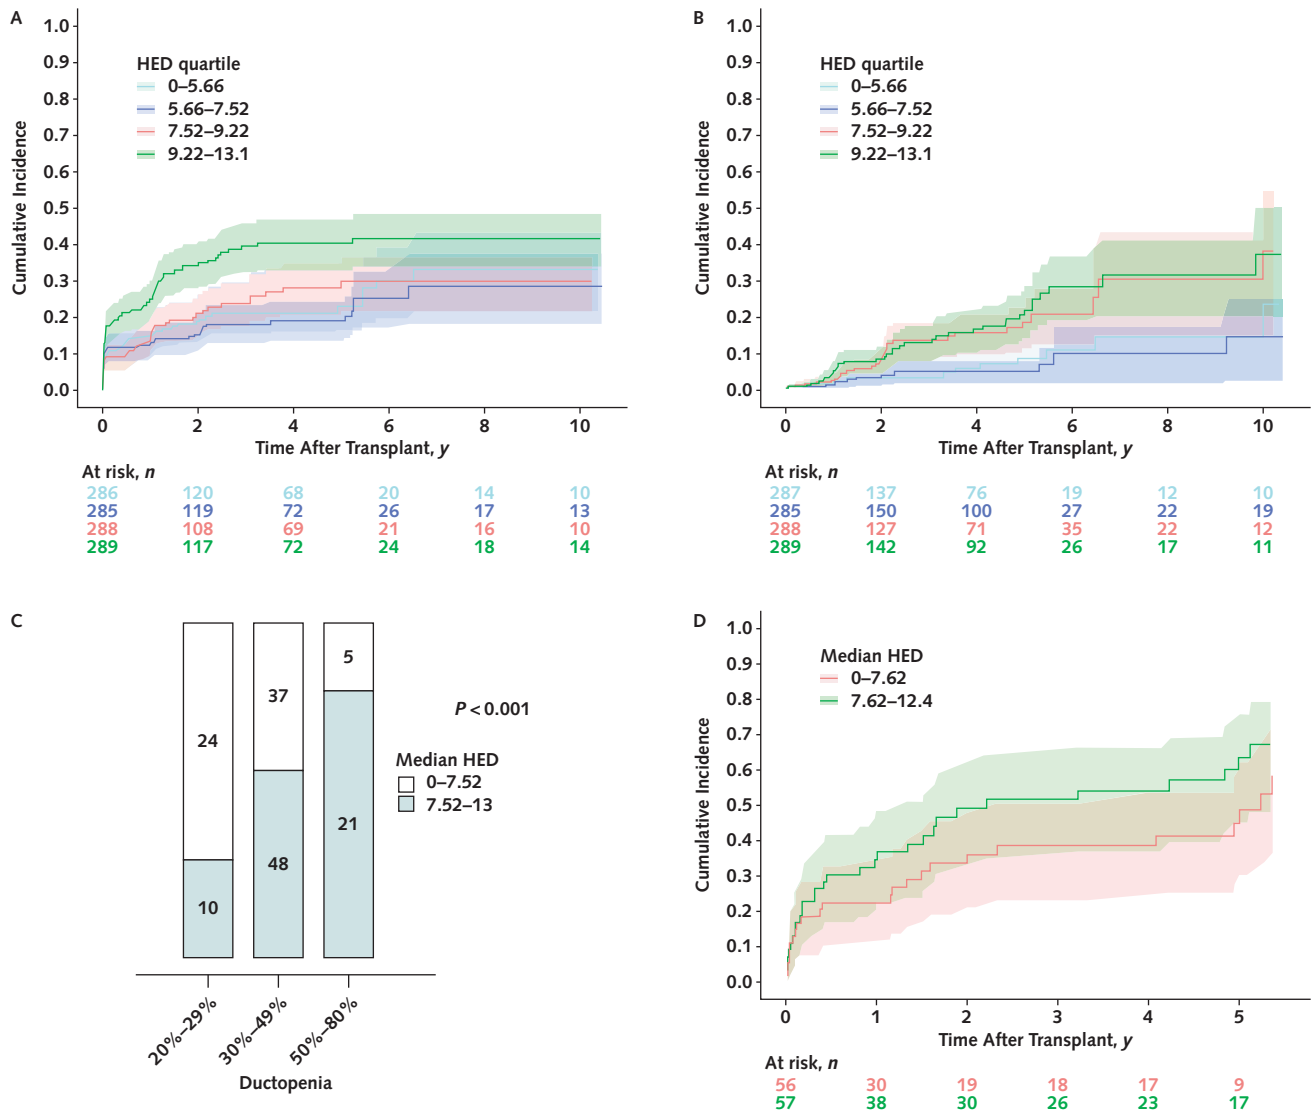 A
1.0
0.9
0.8
0.7
0.6
0.5
0.4
0.3
0.2
0.1
0.0
Cumulative Incidence
HED quartile
0–5.66
5.66–7.52
7.52–9.22
9.22–13.1
0 2 4 6 8 10
Time After Transplant, y
At risk, n
286 120 68 20 14 10
285 119 72 26 17 13
288 108 69 21 16 10
289 117 72 24 18 14
B
1.0
0.9
0.8
0.7
0.6
0.5
0.4
0.3
0.2
0.1
0.0
Cumulative Incidence
HED quartile
0–5.66
5.66–7.52
7.52–9.22
9.22–13.1
0 2 4 6 8 10
Time After Transplant, y
At risk, n
287 137 76 19 12 10
285 150 100 27 22 19
288 127 71 35 22 12
289 142 92 26 17 11
C
24 37 5
10 48 21
P < 0.001
Median HED
0–7.52
7.52–13
20%–29% 30%–49% 50%–80%
Ductopenia
D
1.0
0.9
0.8
0.7
0.6
0.5
0.4
0.3
0.2
0.1
0.0
Cumulative Incidence
Median HED
0–7.62
7.62–12.4
0 1 2 3 4 5
Time After Transplant, y
At risk, n
56 30 19 18 17 9
57 38 30 26 23 17